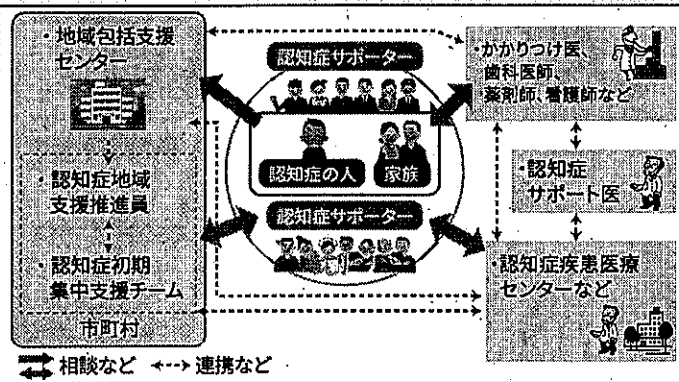 ・地域包括支援
センター
・認知症地域
支援推進員
・認知症初期
集中支援チーム
市町村
認知症サポーター
認知症の人
家族
認知症サポーター
・かかりつけ医、
歯科医師、
薬剤師、看護師など
・認知症
サポート医
・認知症疾患医療
センターなど
相談など
連携など